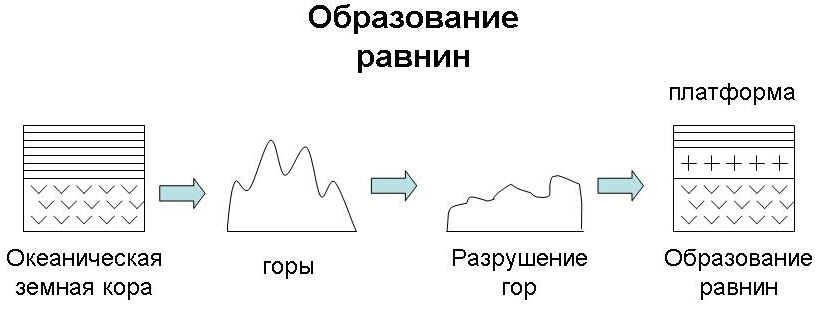 Образование
равнин
платформа
Океаническая
земная кора
горы
Разрушение
гор
Образование
равнин